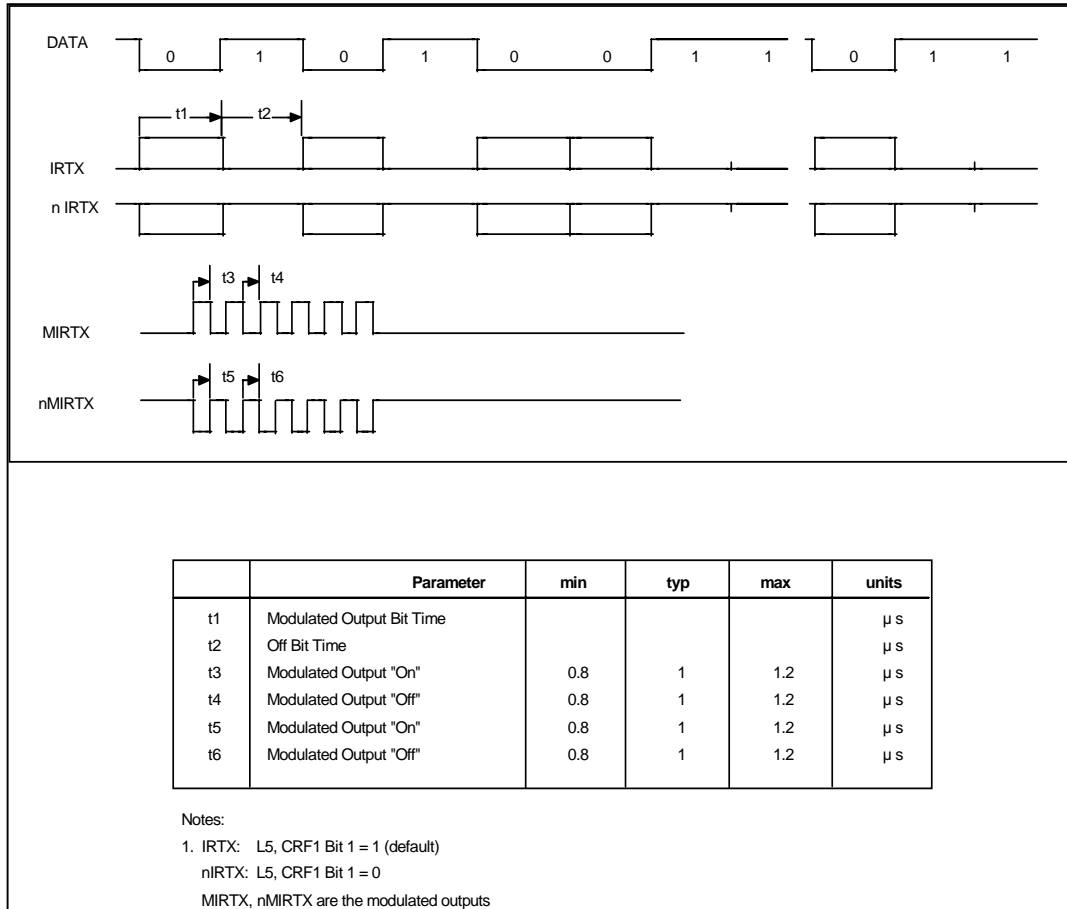 DATA 0 1 0 1 0 0 1 1 0 1 1
t1 t2
IRTX
n IRTX
t3 t4
MIRTX
t5 t6
nMIRTX
Parameter min typ max units
t1 Modulated Output Bit Time µ s
t2 Off Bit Time µ s
t3 Modulated Output "On" 0.8 1 1.2 µ s
t4 Modulated Output "Off" 0.8 1 1.2 µ s
t5 Modulated Output "On" 0.8 1 1.2 µ s
t6 Modulated Output "Off" 0.8 1 1.2 µ s
Notes:
1. IRTX: L5, CRF1 Bit 1 = 1 (default)
nIRTX: L5, CRF1 Bit 1 = 0
MIRTX, nMIRTX are the modulated outputs